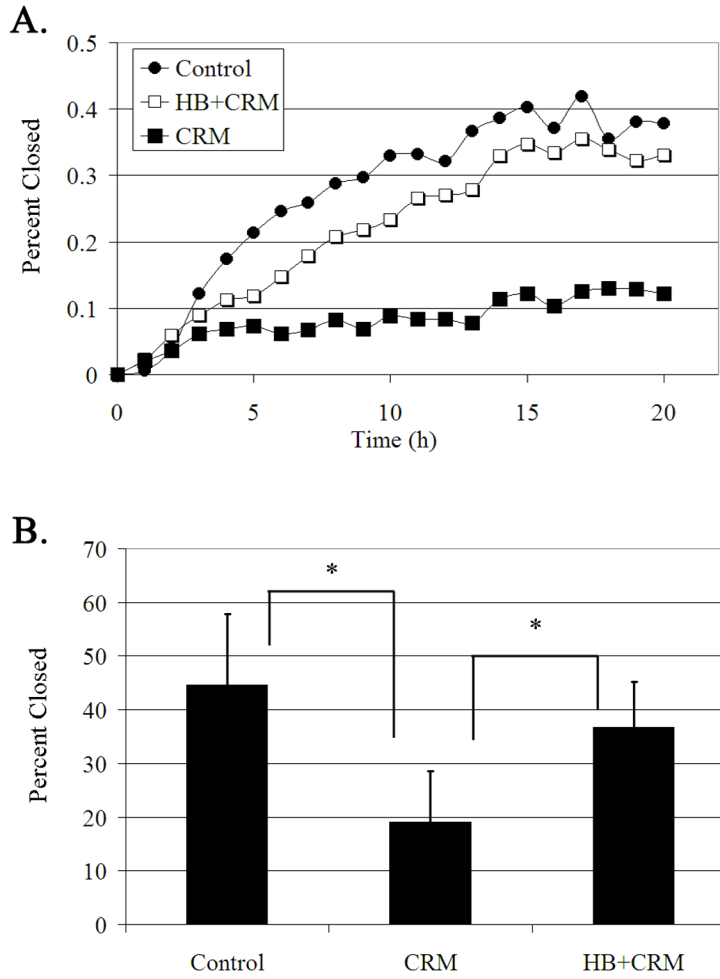 A.
0.5
0.4
0.3
0.2
0.1
0
Percent Closed
Control
HB+CRM
CRM
0 5 10 15 20
Time (h)
B.
70
60
50
40
30
20
10
0
Percent Closed
*
*
Control CRM HB+CRM